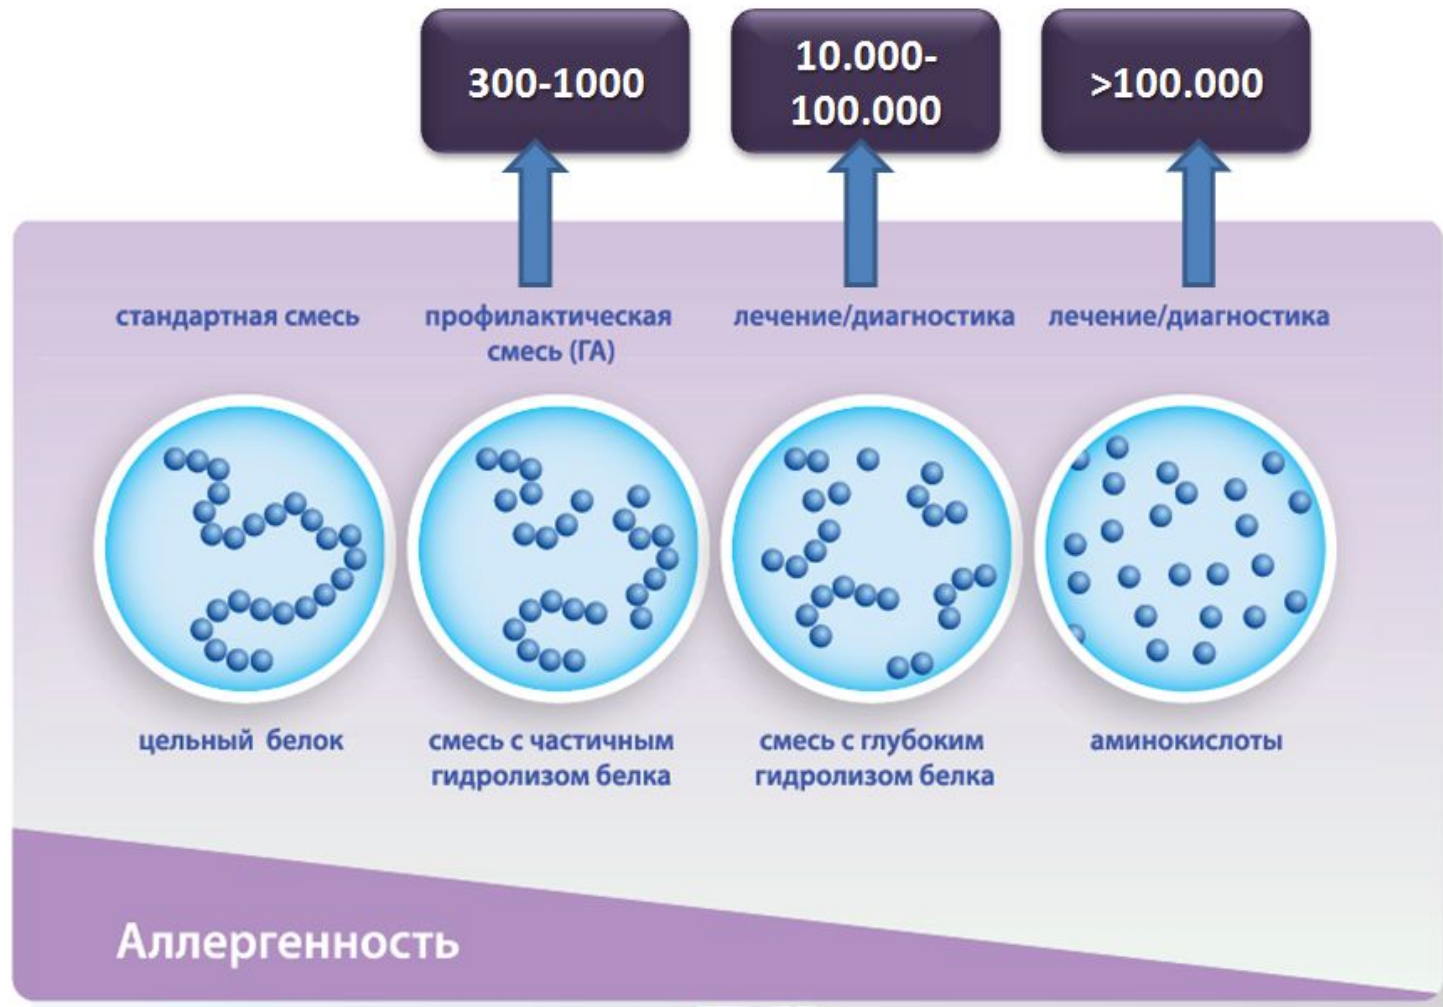 300-1000
10.000-
100.000
>100.000
стандартная смесь
профилактическая
смесь (ГА)
лечение/диагностика
лечение/диагностика
цельный белок
смесь с частичным
гидролизом белка
смесь с глубоким
гидролизом белка
аминокислоты
Аллергенность